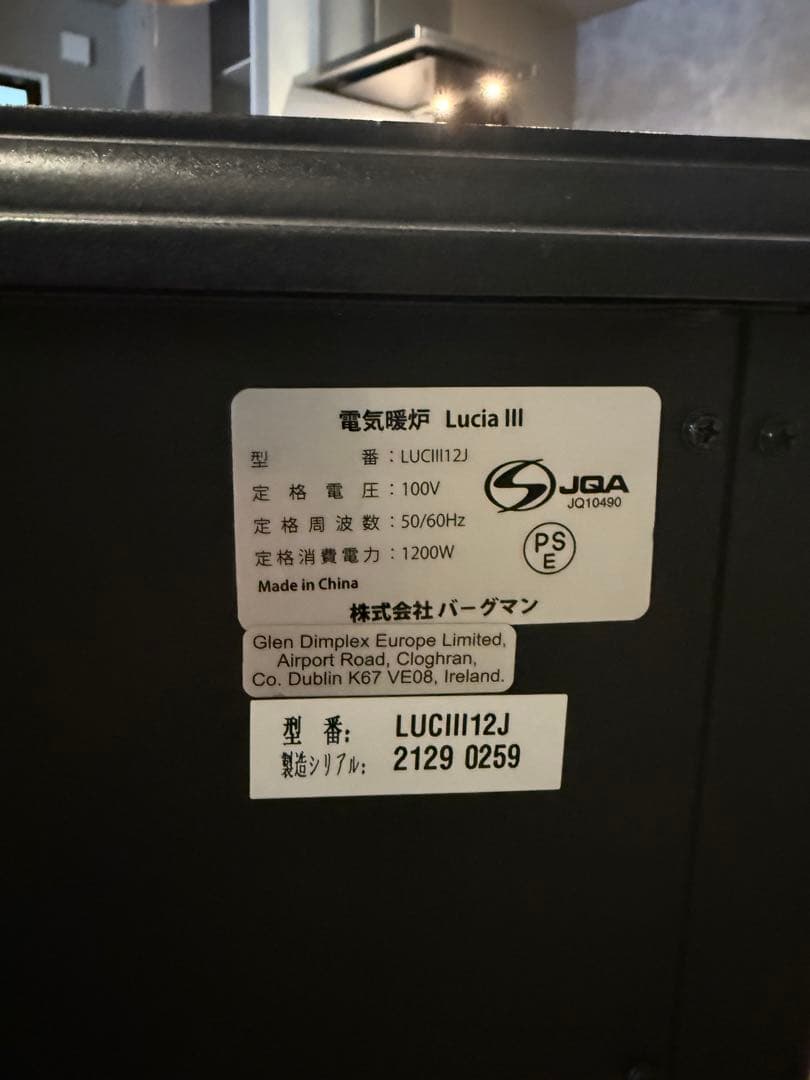 電気暖炉 Lucia III
型番：LUCIII12J
定格電圧：100V
定格周波数：50/60Hz
定格消費電力：1200W
Made in China
株式会社 バーグマン
JQA
JQ10490
PS
E
Glen Dimplex Europe Limited,
Airport Road, Cloghran,
Co. Dublin K67 VE08, Ireland.
型 番: LUCIII12J
製造シリアル: 2129 0259